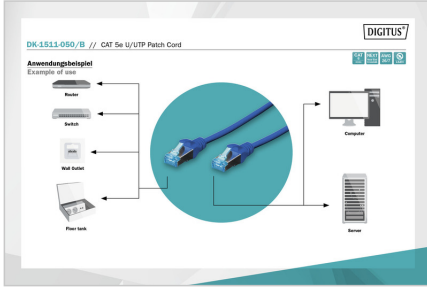 DIGITUS®
DK-1511-050/B // CAT 5e U/UTP Patch Cord
Anwendungsbeispiel
Example of use
Router
Switch
Wall Outlet
Floor tank
Computer
Server